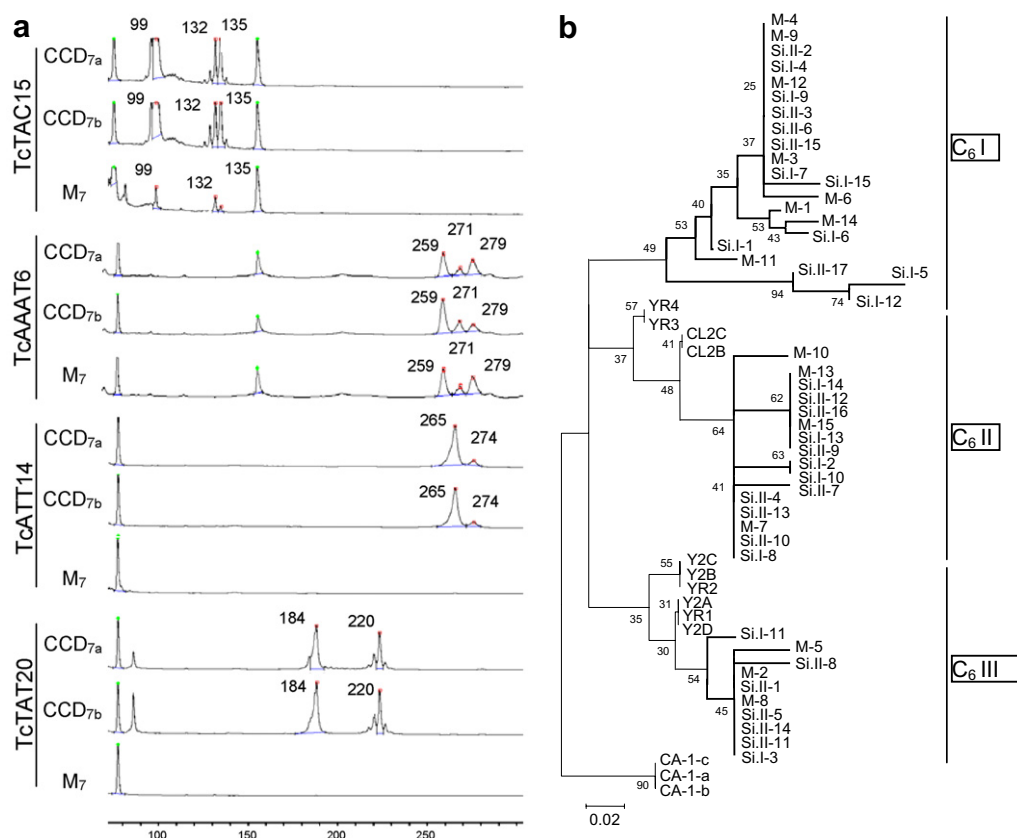 a
TcTAC15
CCD7a
99 132 135
CCD7b
99 132 135
M7
99 132 135
TcAAAT6
CCD7a
259 271 279
CCD7b
259 271 279
M7
259 271 279
TcATT14
CCD7a
265 274
CCD7b
265 274
M7
TcTAT20
CCD7a
184 220
CCD7b
184 220
M7
100 150 200 250
b
M-4
M-9
Si.II-2
Si.I-4
M-12
Si.I-9
Si.II-3
Si.II-6
Si.II-15
M-3
Si.I-7
Si.I-15
M-6
M-1
M-14
Si.I-6
Si.I-1
M-11
Si.II-17
Si.I-5
Si.I-12
25
37
35
40
53
53
43
49
94
74
C6 I
YR4
YR3
CL2C
CL2B
M-10
M-13
Si.I-14
Si.II-12
Si.II-16
M-15
Si.I-13
Si.II-9
Si.I-2
Si.I-10
Si.II-7
Si.II-4
Si.II-13
M-7
Si.II-10
Si.I-8
57
41
37
48
62
64
63
41
C6 II
Y2C
Y2B
YR2
Y2A
YR1
Y2D
Si.I-11
M-5
Si.II-8
M-2
Si.II-1
M-8
Si.II-5
Si.II-14
Si.II-11
Si.I-3
55
31
35
30
54
45
C6 III
CA-1-c
CA-1-a
CA-1-b
90
0.02